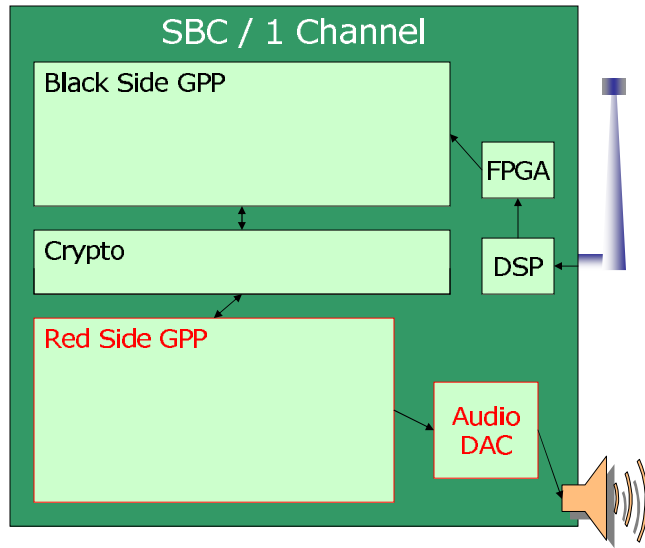 SBC / 1 Channel
Black Side GPP
FPGA
Crypto
DSP
Red Side GPP
Audio
DAC